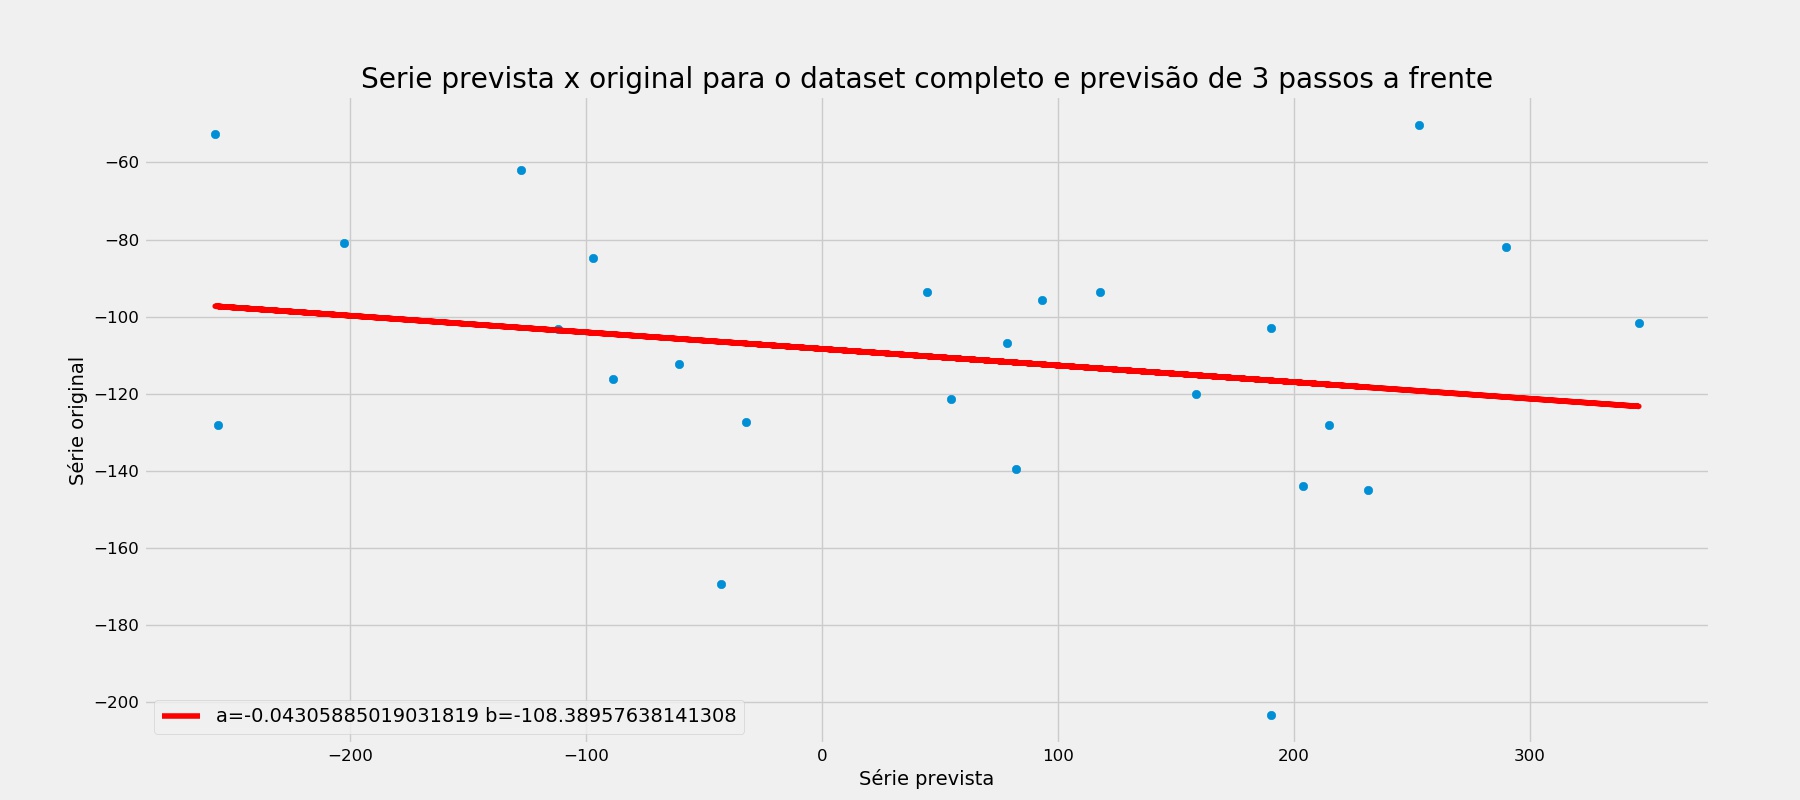 Serie prevista x original para o dataset completo e previsão de 3 passos a frente
Série original
−60
−80
−100
−120
−140
−160
−180
−200
a=-0.04305885019031819 b=-108.38957638141308
−200 −100 0 100 200 300
Série prevista